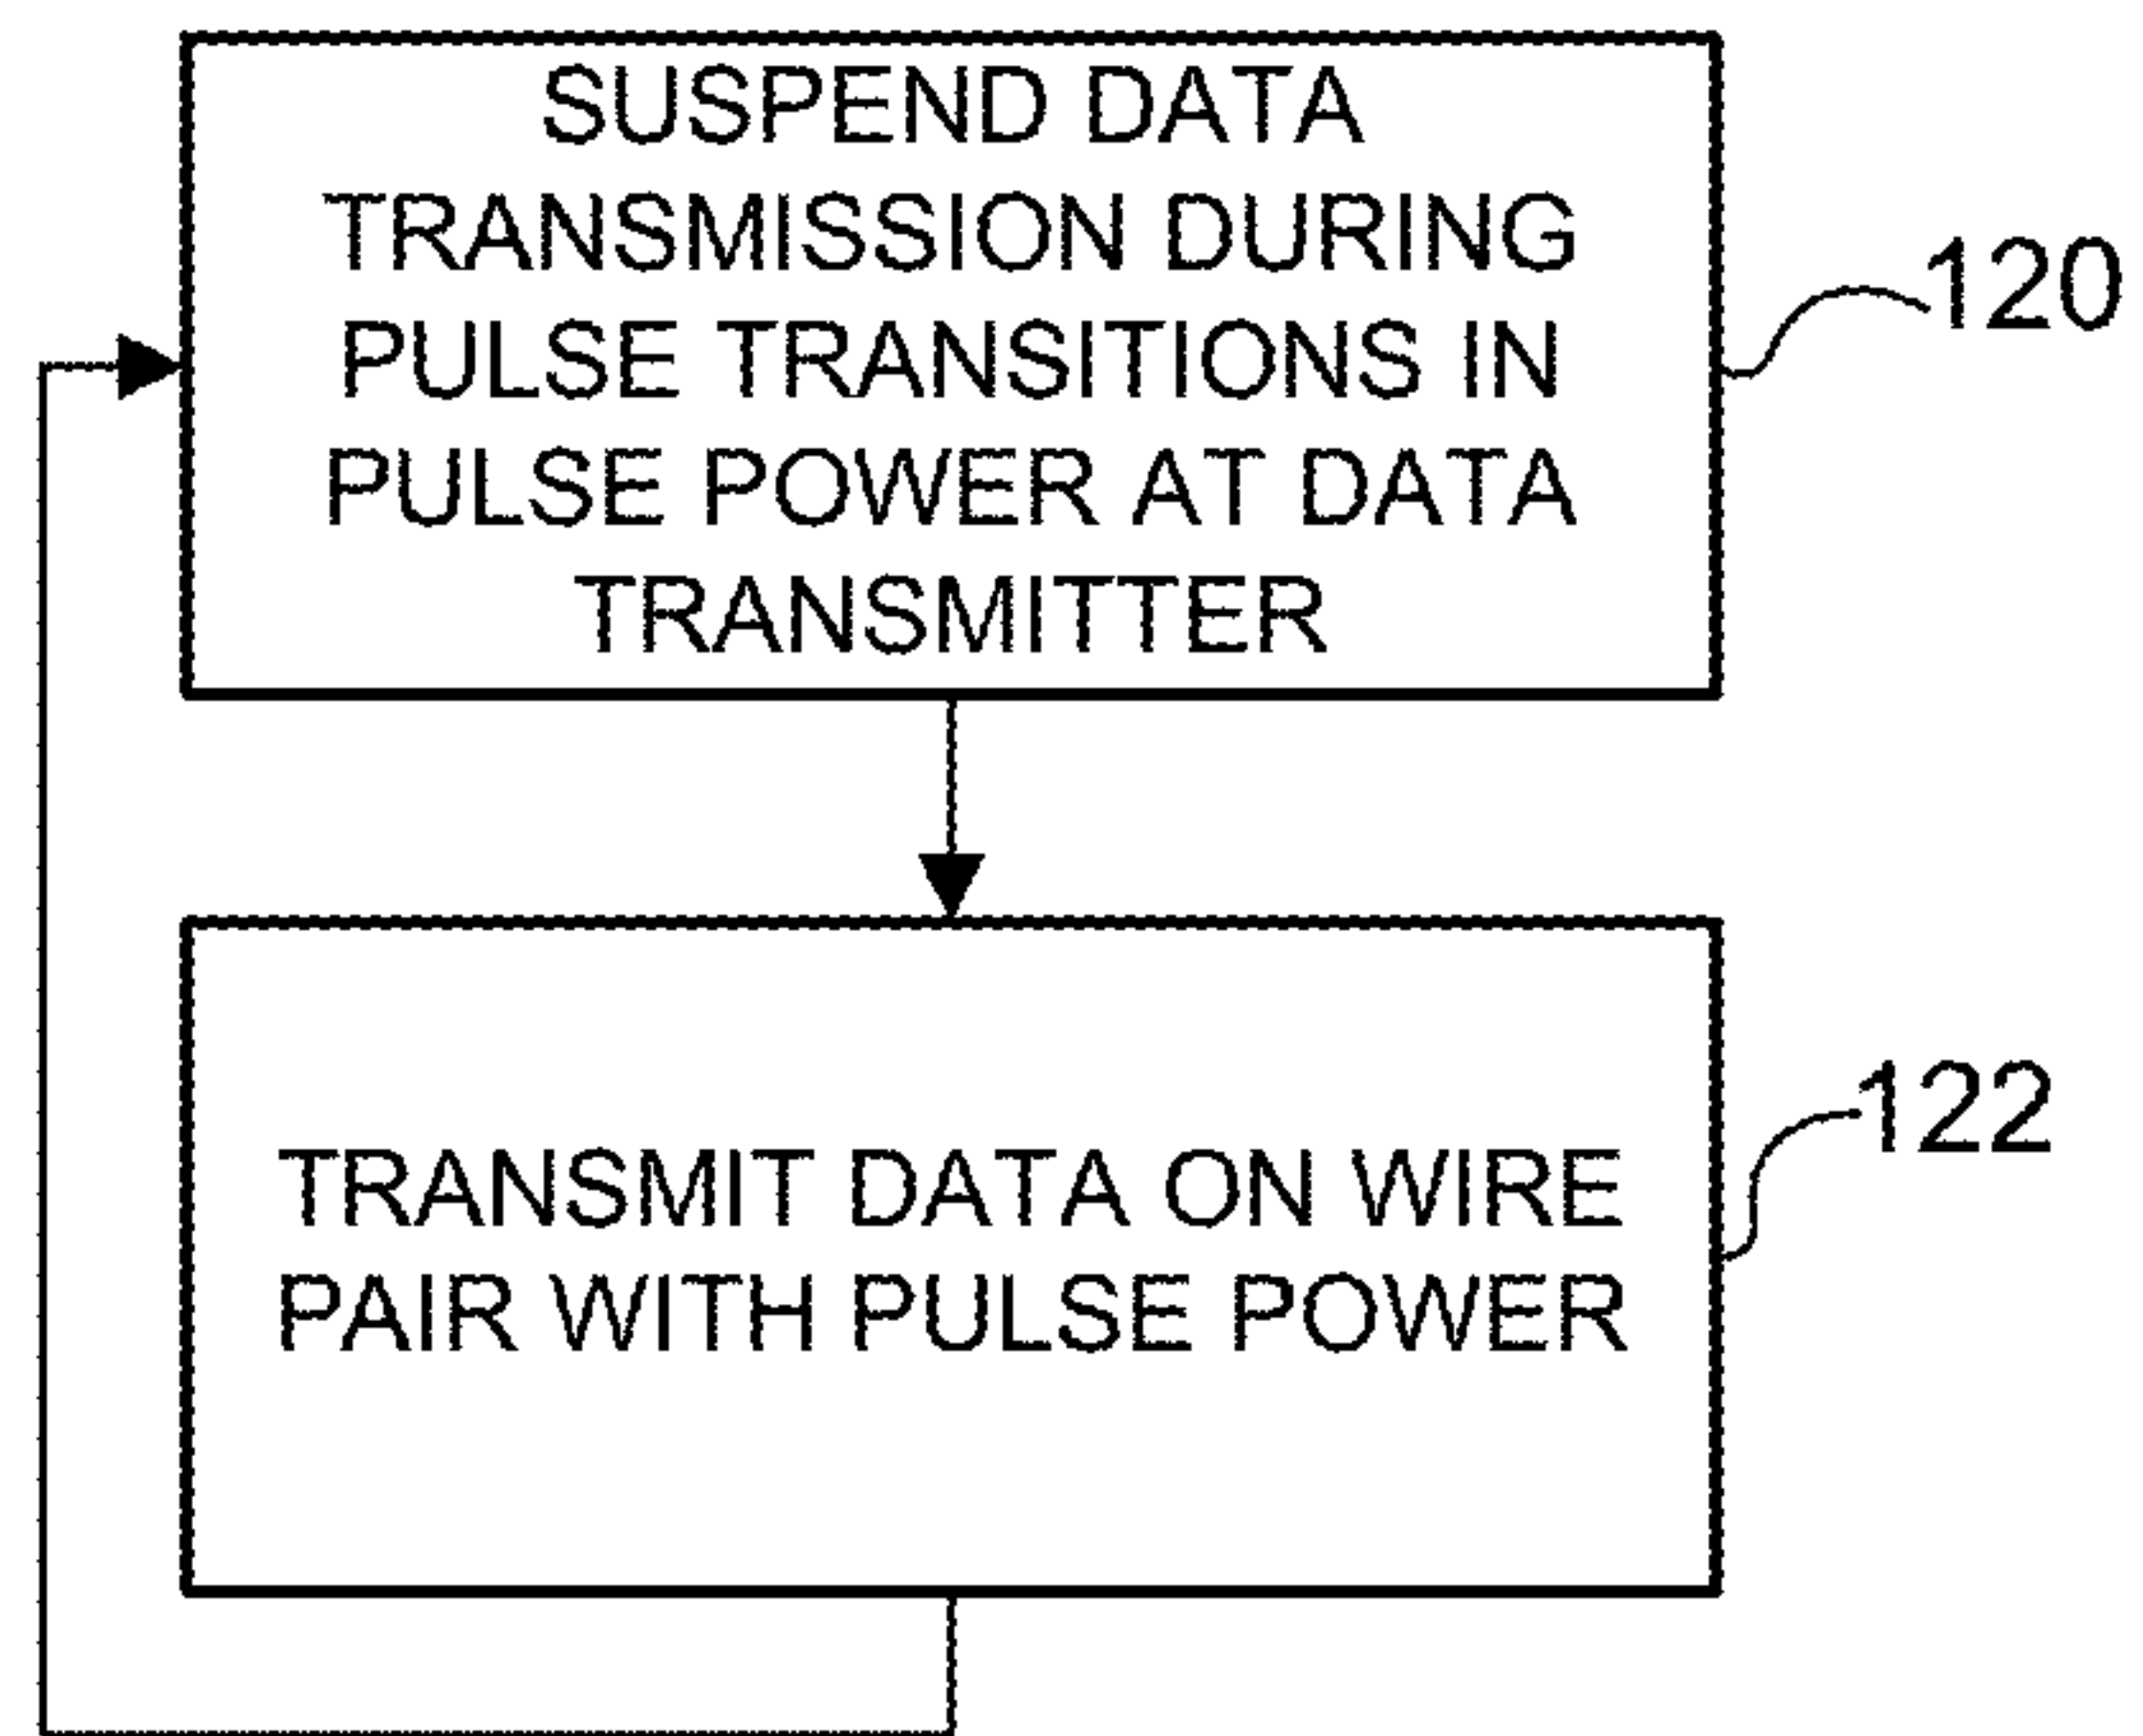 SUSPEND DATA
TRANSMISSION DURING
PULSE TRANSITIONS IN
PULSE POWER AT DATA
TRANSMITTER
120
TRANSMIT DATA ON WIRE
PAIR WITH PULSE POWER
122